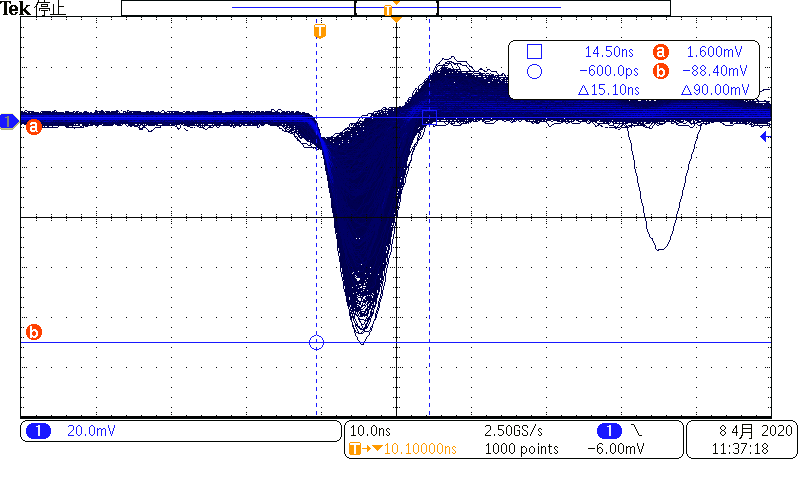 Tek 停止
T
T
14.50ns a 1.600mV
-600.0ps b -88.40mV
Δ15.10ns Δ90.00mV
1
a
b
1 20.0mV
10.0ns 2.50GS/s 1
T→▼10.10000ns 1000 points -6.00mV
8 4月 2020
11:37:18